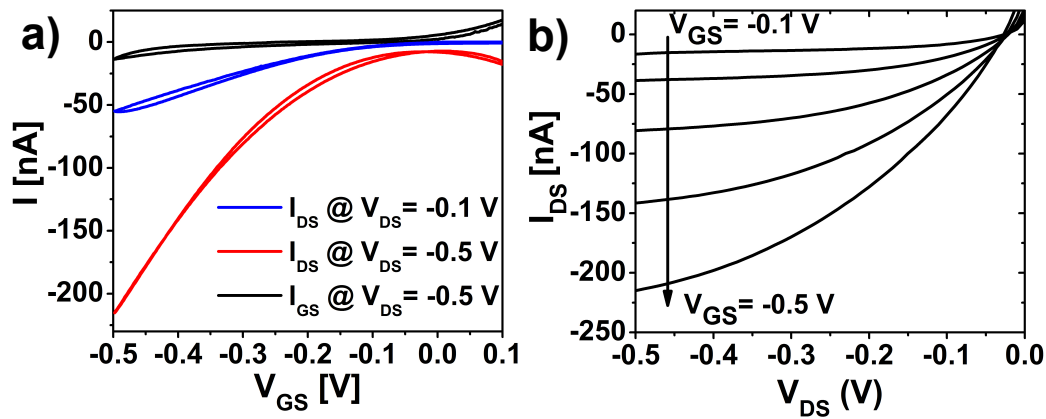 a)
0
-50
-100
-150
-200
I [nA]
I_DS @ V_DS= -0.1 V
I_DS @ V_DS= -0.5 V
I_GS @ V_DS= -0.5 V
-0.5 -0.4 -0.3 -0.2 -0.1 0.0 0.1
V_GS [V]
b)
0
-50
-100
-150
-200
-250
I_DS [nA]
V_GS= -0.1 V
V_GS= -0.5 V
-0.5 -0.4 -0.3 -0.2 -0.1 0.0
V_DS (V)